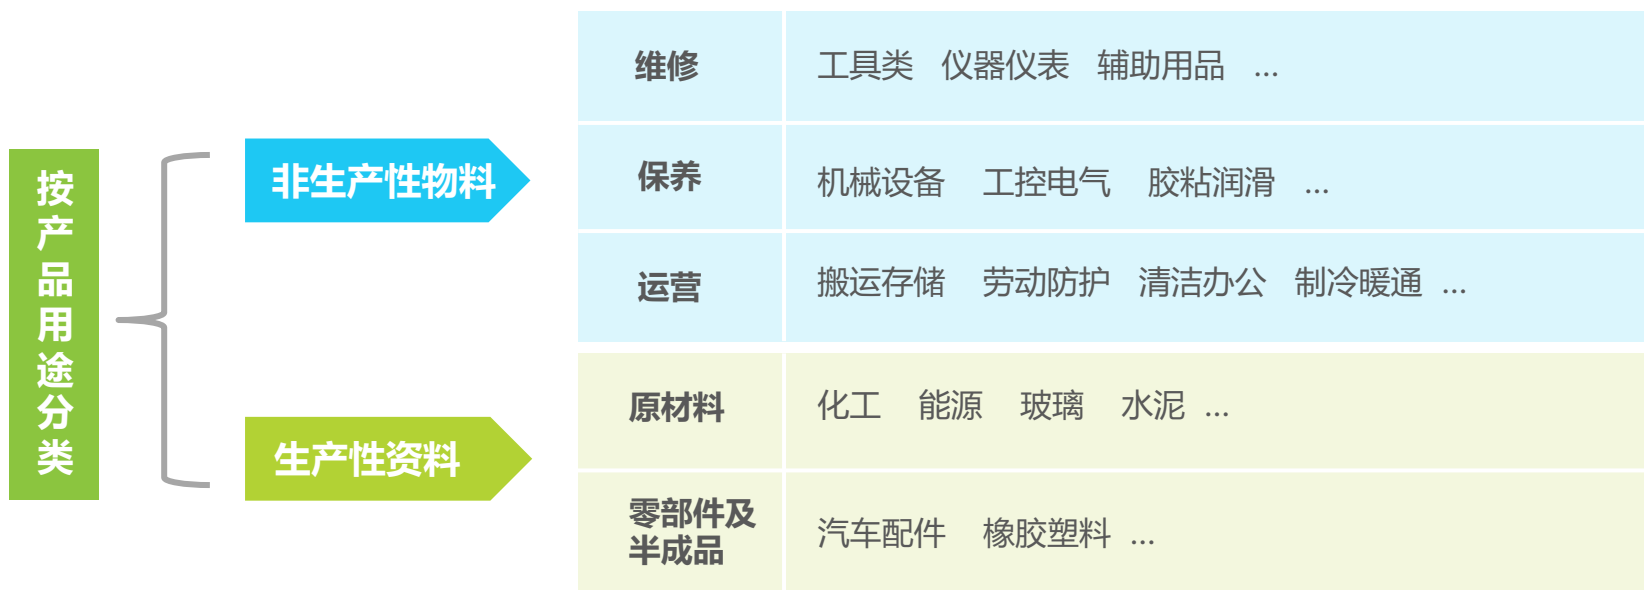 按产品用途分类
非生产性物料
维修
工具类 仪器仪表 辅助用品 ...
保养
机械设备 工控电气 胶粘润滑 ...
运营
搬运存储 劳动防护 清洁办公 制冷暖通 ...
生产性资料
原材料
化工 能源 玻璃 水泥 ...
零部件及
半成品
汽车配件 橡胶塑料 ...